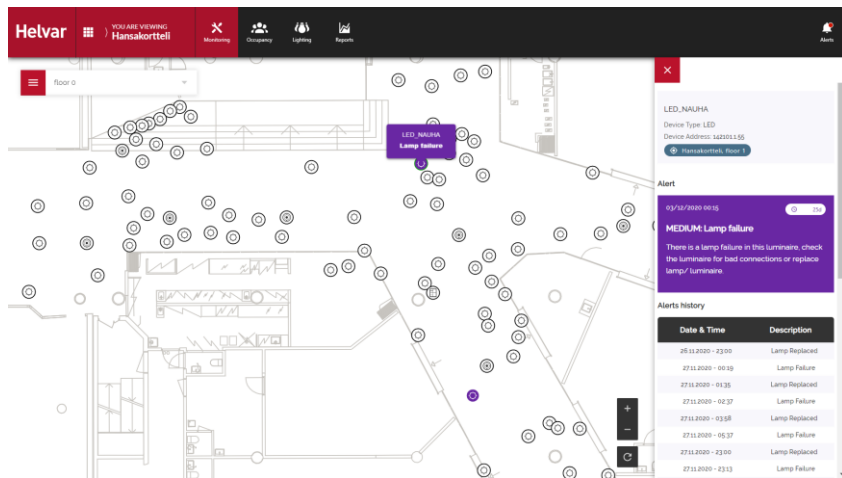 Helvar
YOU ARE VIEWING
Hansakortteli
Monitoring
Occupancy
Lighting
Reports
Alerts
floor 0
LED_NAUHA
Lamp failure
LED_NAUHA
Device Type: LED
Device Address: 142101.1.55
Hansakortteli, floor 1
Alert
03/12/2020 00:15
25d
MEDIUM: Lamp failure
There is a lamp failure in this luminaire, check
the luminaire for bad connections or replace
lamp/ luminaire.
Alerts history
Date & Time Description
26.11.2020 - 23:00 Lamp Replaced
27.11.2020 - 00:19 Lamp Failure
27.11.2020 - 01:35 Lamp Replaced
27.11.2020 - 02:37 Lamp Failure
27.11.2020 - 03:58 Lamp Replaced
27.11.2020 - 05:37 Lamp Failure
27.11.2020 - 23:00 Lamp Replaced
27.11.2020 - 23:13 Lamp Failure